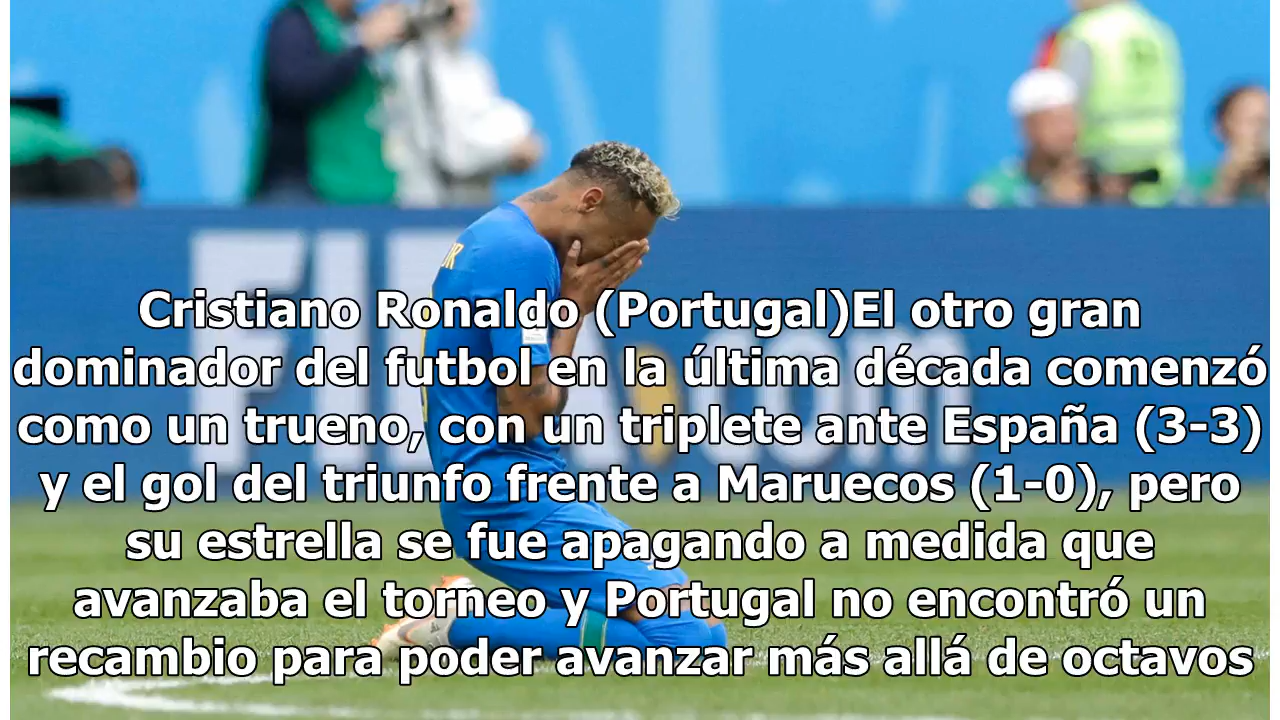 Cristiano Ronaldo (Portugal)El otro gran
dominador del futbol en la última década comenzó
como un trueno, con un triplete ante España (3-3)
y el gol del triunfo frente a Maruecos (1-0), pero
su estrella se fue apagando a medida que
avanzaba el torneo y Portugal no encontró un
recambio para poder avanzar más allá de octavos